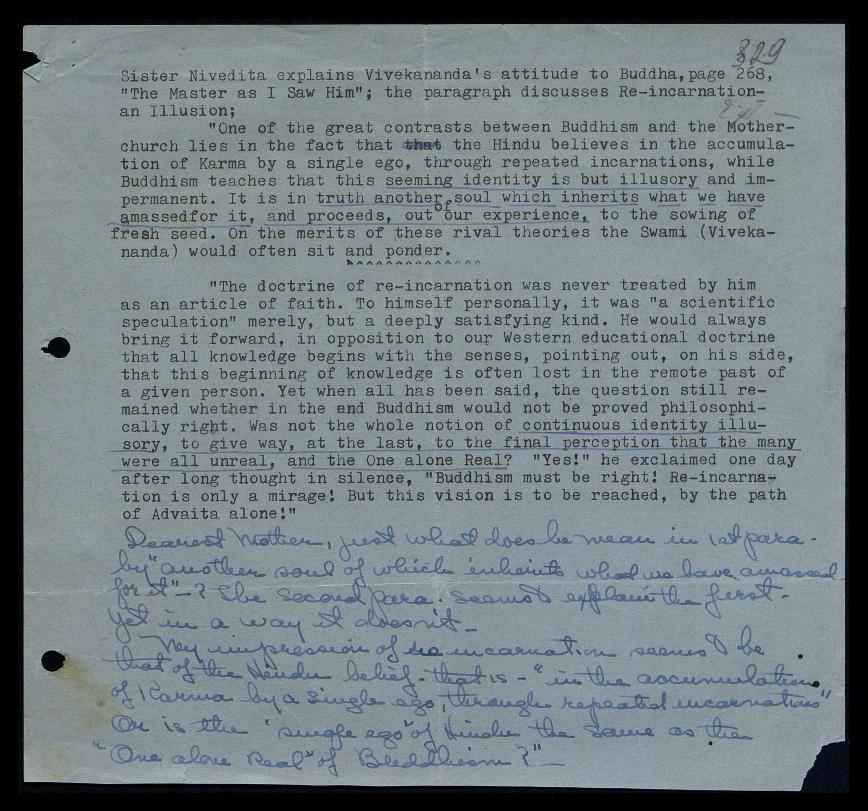 329
Sister Nivedita explains Vivekananda's attitude to Buddha,page 268,
"The Master as I Saw Him"; the paragraph discusses Re-incarnation-
an Illusion;
"One of the great contrasts between Buddhism and the Mother-
church lies in the fact that that the Hindu believes in the accumula-
tion of Karma by a single ego, through repeated incarnations, while
Buddhism teaches that this seeming identity is but illusory and im-
permanent. It is in truth another soul which inherits what we have
amassedfor it, and proceeds, out of our experience, to the sowing of
fresh seed. On the merits of these rival theories the Swami (Viveka-
nanda) would often sit and ponder.
"The doctrine of re-incarnation was never treated by him
as an article of faith. To himself personally, it was "a scientific
speculation" merely, but a deeply satisfying kind. He would always
bring it forward, in opposition to our Western educational doctrine
that all knowledge begins with the senses, pointing out, on his side,
that this beginning of knowledge is often lost in the remote past of
a given person. Yet when all has been said, the question still re-
mained whether in the end Buddhism would not be proved philosophi-
cally right. Was not the whole notion of continuous identity illu-
sory, to give way, at the last, to the final perception that the many
were all unreal, and the One alone Real? "Yes!" he exclaimed one day
after long thought in silence, "Buddhism must be right! Re-incarna-
tion is only a mirage! But this vision is to be reached, by the path
of Advaita alone!"
Dearest Mother, just what does he mean in 1st para-
by "another soul of which inherits what we have amassed
for it"-? The second para. seems to explain the first-
yet in a way it doesn't-
My impression of re incarnation seems to be
that of the Hindu belief- that is - "in the accumulation
of Karma by a single ego, through repeated incarnations"
Or is the "single ego" of Hindu the same as the
"One alone Real" of Buddhism?"-